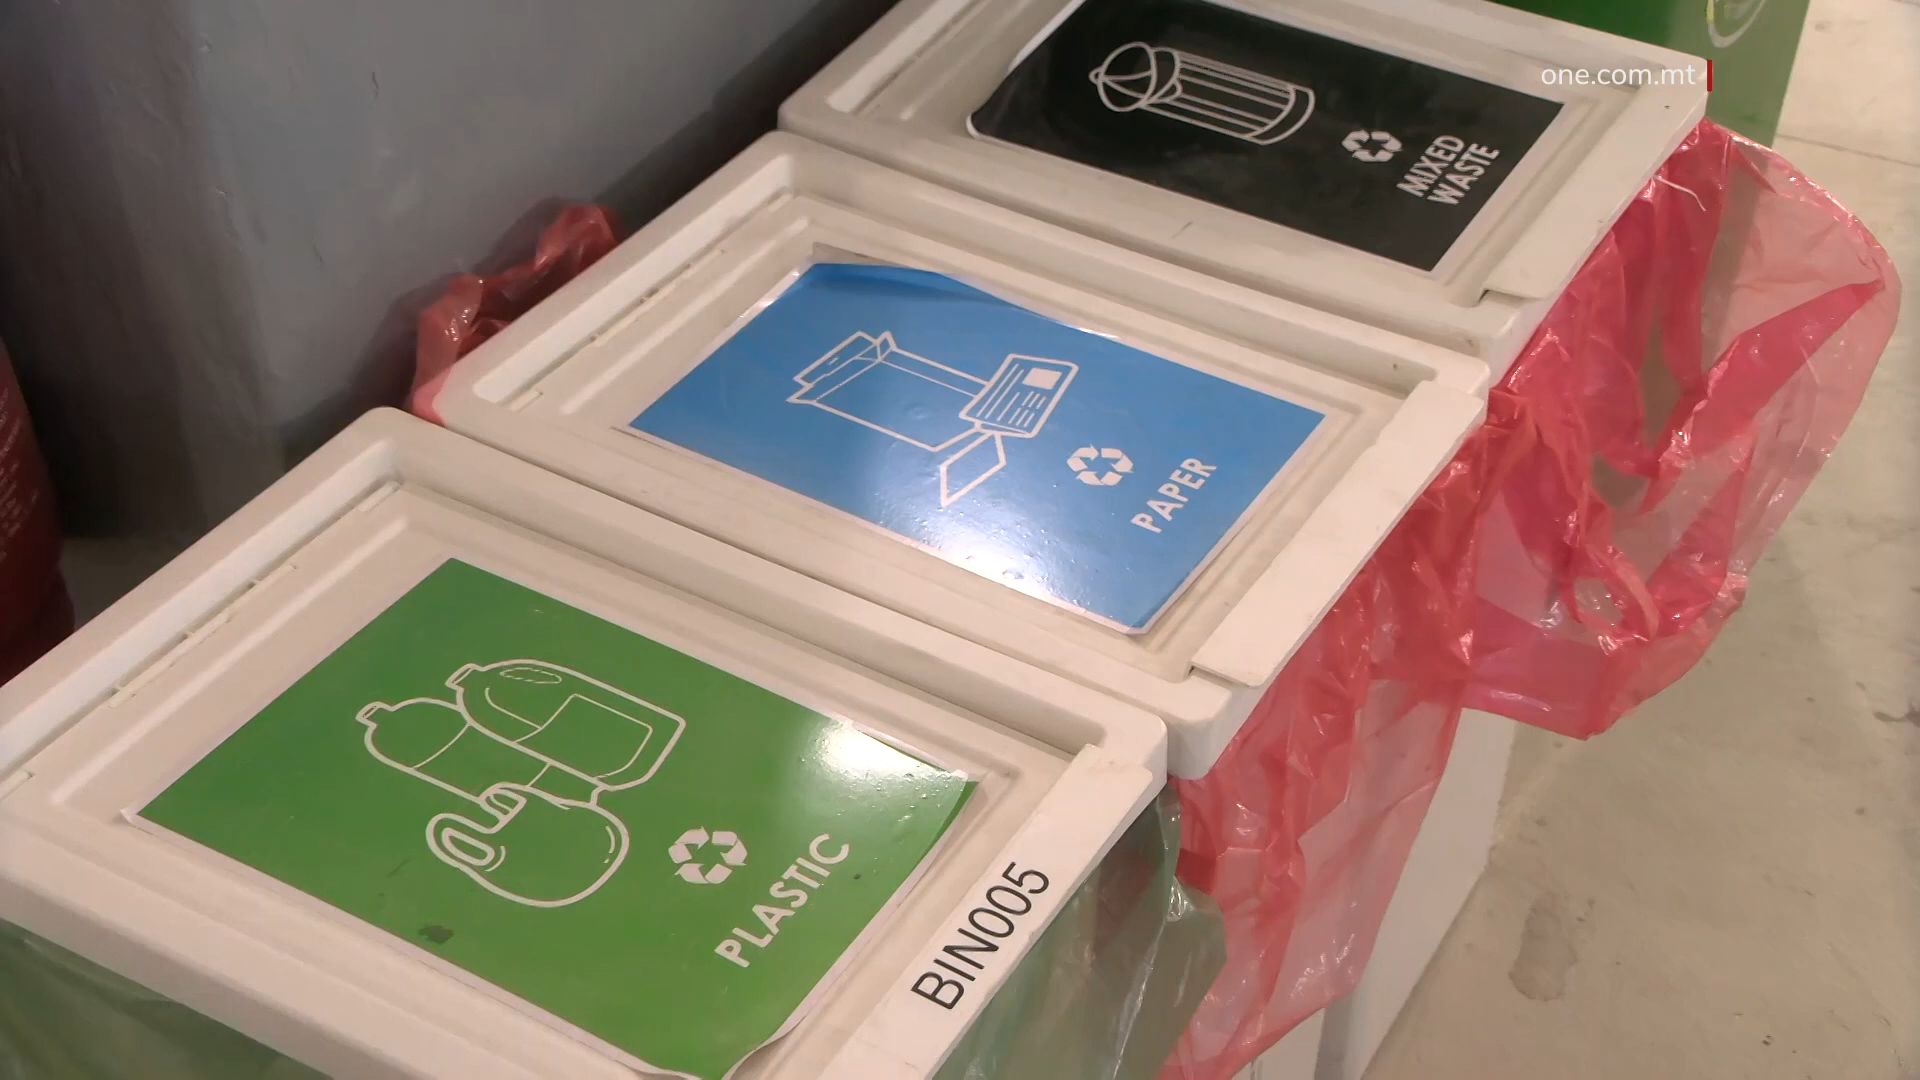 one.com.mt
MIXED
WASTE
PAPER
PLASTIC
BIN005